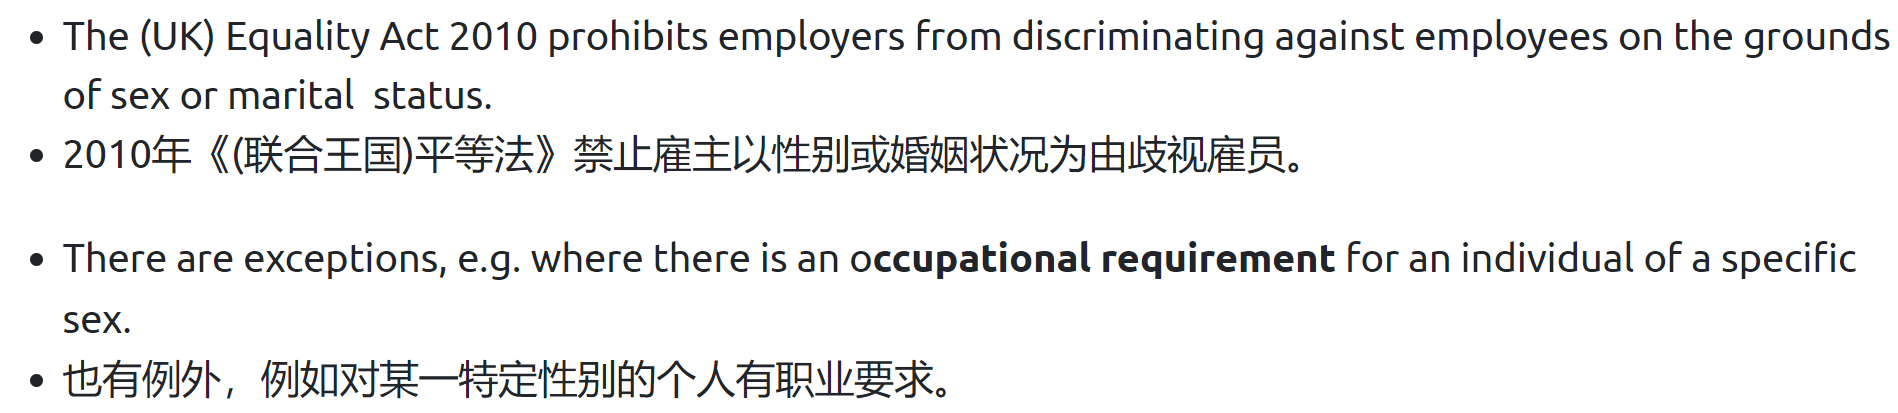 • The (UK) Equality Act 2010 prohibits employers from discriminating against employees on the grounds
of sex or marital  status.
• 2010年《(联合王国)平等法》禁止雇主以性别或婚姻状况为由歧视雇员。
• There are exceptions, e.g. where there is an occupational requirement for an individual of a specific
sex.
• 也有例外，例如对某一特定性别的个人有职业要求。